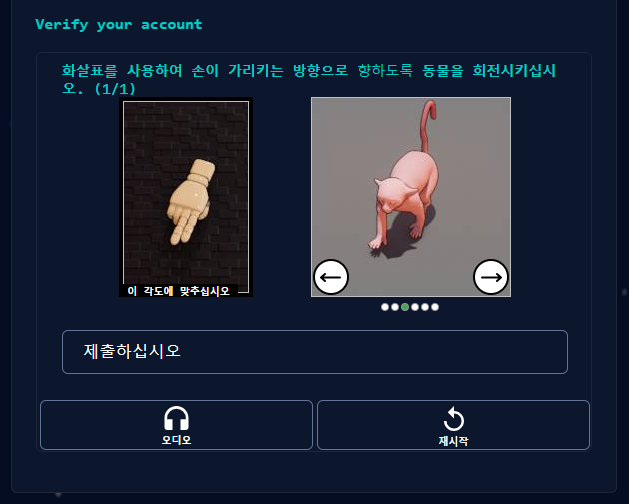 Verify your account
화살표를 사용하여 손이 가리키는 방향으로 향하도록 동물을 회전시키십시
오. (1/1)
이 각도에 맞추십시오
제출하십시오
오디오
재시작